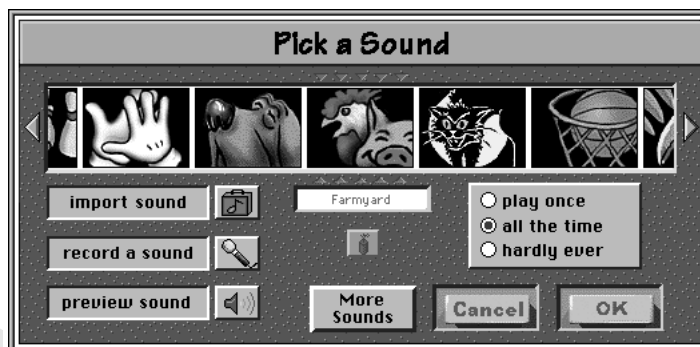 Pick a Sound
import sound
Farmyard
play once
all the time
record a sound
hardly ever
preview sound
More
Sounds
Cancel
OK